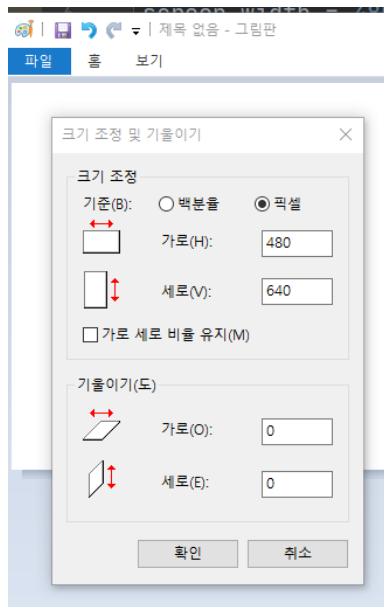 제목 없음 - 그림판
파일 홈 보기
크기 조정 및 기울이기
크기 조정
기준(B): 백분율 픽셀
가로(H): 480
세로(V): 640
가로 세로 비율 유지(M)
기울이기(도)
가로(O): 0
세로(E): 0
확인 취소